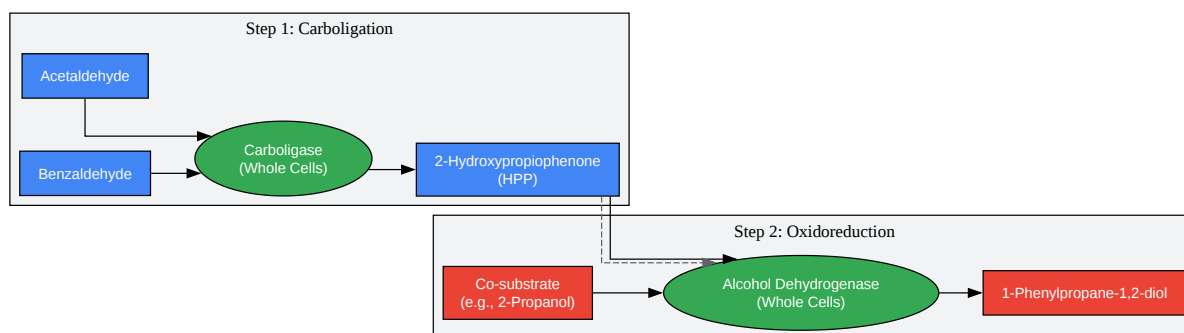 Step 1: Carboligation
Acetaldehyde
Carboligase
(Whole Cells)
Benzaldehyde
2-Hydroxypropiophenone
(HPP)
Step 2: Oxidoreduction
Co-substrate
(e.g., 2-Propanol)
Alcohol Dehydrogenase
(Whole Cells)
1-Phenylpropane-1,2-diol